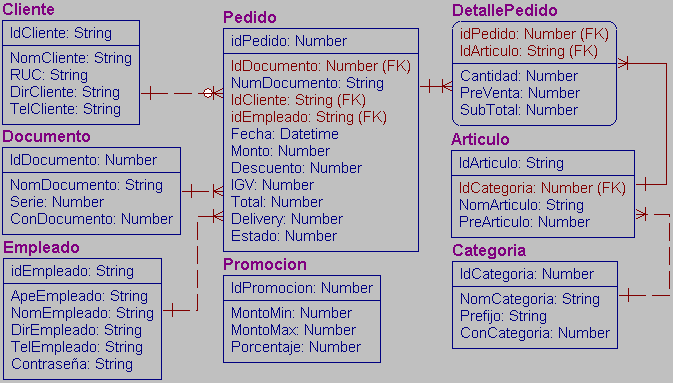 Cliente
IdCliente: String
NomCliente: String
RUC: String
DirCliente: String
TelCliente: String
Documento
IdDocumento: Number
NomDocumento: String
Serie: Number
ConDocumento: Number
Empleado
idEmpleado: String
ApeEmpleado: String
NomEmpleado: String
DirEmpleado: String
TelEmpleado: String
Contraseña: String
Pedido
idPedido: Number
IdDocumento: Number (FK)
NumDocumento: String
IdCliente: String (FK)
idEmpleado: String (FK)
Fecha: Datetime
Monto: Number
Descuento: Number
IGV: Number
Total: Number
Delivery: Number
Estado: Number
Promocion
IdPromocion: Number
MontoMin: Number
MontoMax: Number
Porcentaje: Number
DetallePedido
idPedido: Number (FK)
IdArticulo: String (FK)
Cantidad: Number
PreVenta: Number
SubTotal: Number
Articulo
IdArticulo: String
IdCategoria: Number (FK)
NomArticulo: String
PreArticulo: Number
Categoria
IdCategoria: Number
NomCategoria: String
Prefijo: String
ConCategoria: Number